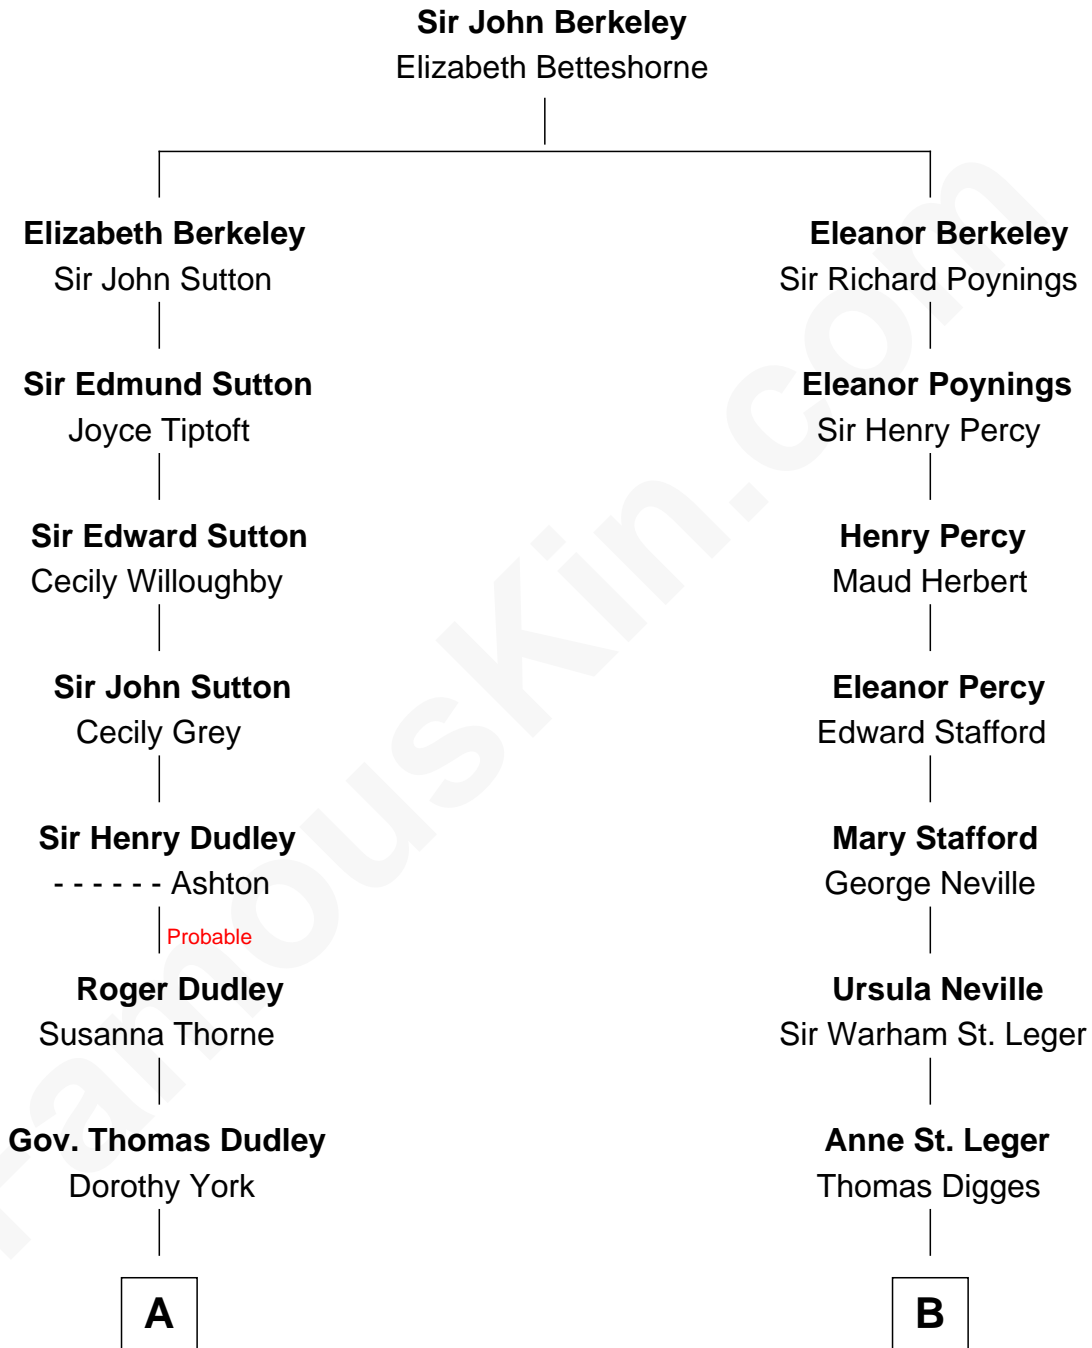 Sir John Berkeley
Elizabeth Betteshorne
Elizabeth Berkeley
Sir John Sutton
Sir Edmund Sutton
Joyce Tiptoft
Sir Edward Sutton
Cecily Willoughby
Sir John Sutton
Cecily Grey
Sir Henry Dudley
- - - - - - Ashton
Probable
Roger Dudley
Susanna Thorne
Gov. Thomas Dudley
Dorothy York
A
Eleanor Berkeley
Sir Richard Poynings
Eleanor Poynings
Sir Henry Percy
Henry Percy
Maud Herbert
Eleanor Percy
Edward Stafford
Mary Stafford
George Neville
Ursula Neville
Sir Warham St. Leger
Anne St. Leger
Thomas Digges
B
FamousKin.com